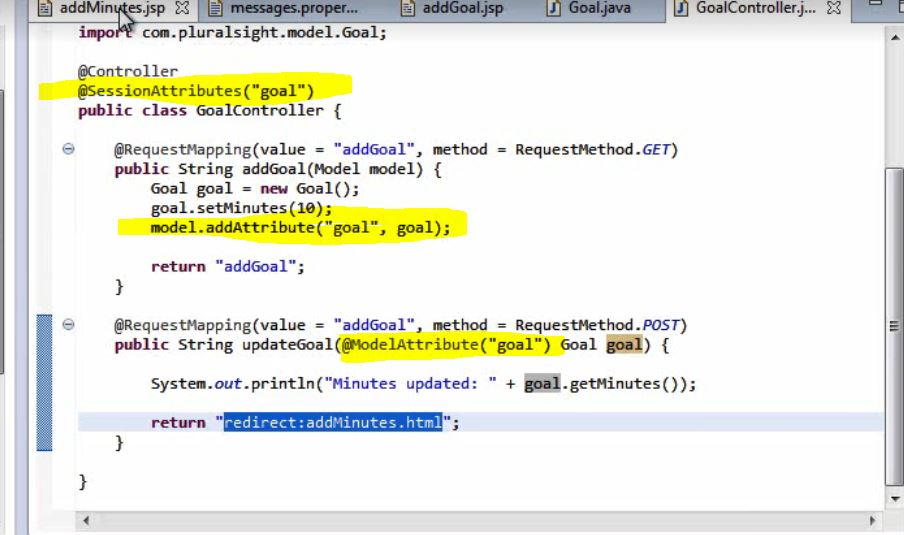 addMinutes.jsp messages.proper... addGoal.jsp Goal.java GoalController.j...
import com.pluralsight.model.Goal;
@Controller
@SessionAttributes("goal")
public class GoalController {
@RequestMapping(value = "addGoal", method = RequestMethod.GET)
public String addGoal(Model model) {
Goal goal = new Goal();
goal.setMinutes(10);
model.addAttribute("goal", goal);
return "addGoal";
}
@RequestMapping(value = "addGoal", method = RequestMethod.POST)
public String updateGoal(@ModelAttribute("goal") Goal goal) {
System.out.println("Minutes updated: " + goal.getMinutes());
return "redirect:addMinutes.html";
}
}